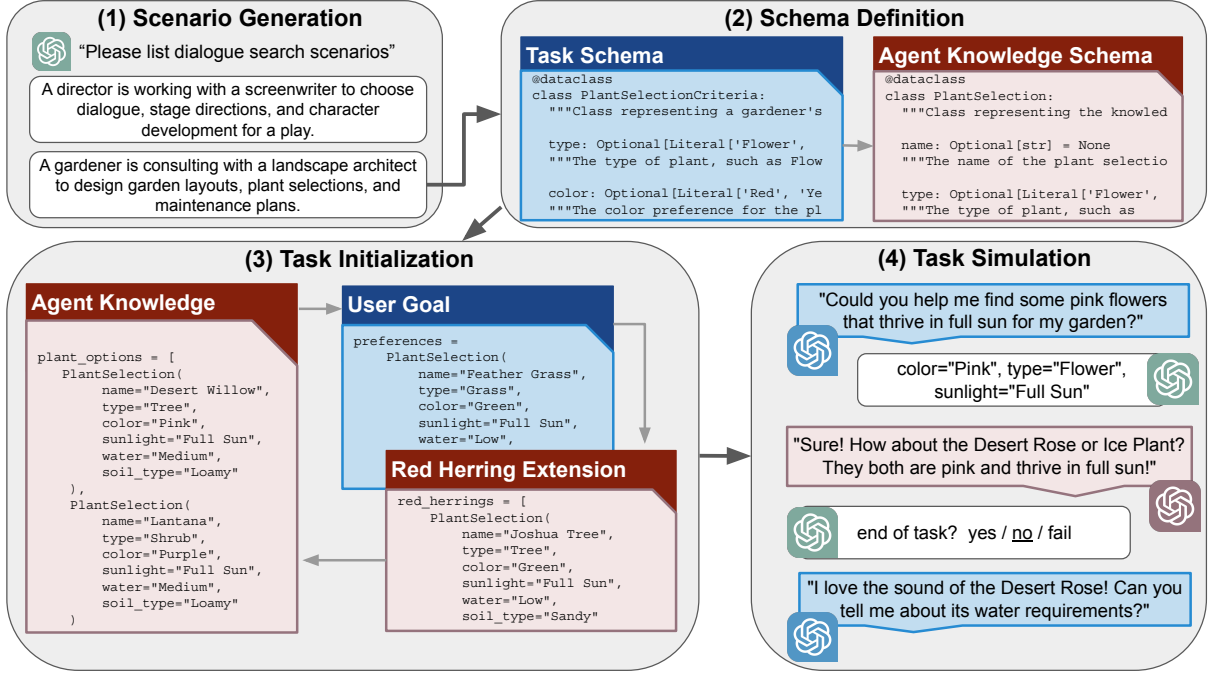 (1) Scenario Generation
“Please list dialogue search scenarios”
A director is working with a screenwriter to choose
dialogue, stage directions, and character
development for a play.
A gardener is consulting with a landscape architect
to design garden layouts, plant selections, and
maintenance plans.
(2) Schema Definition
Task Schema
@dataclass
class PlantSelectionCriteria:
"""Class representing a gardener's
type: Optional[Literal['Flower',
"""The type of plant, such as Flow
color: Optional[Literal['Red', 'Ye
"""The color preference for the pl
Agent Knowledge Schema
@dataclass
class PlantSelection:
"""Class representing the knowled
name: Optional[str] = None
"""The name of the plant selectio
type: Optional[Literal['Flower',
"""The type of plant, such as
(3) Task Initialization
Agent Knowledge
plant_options = [
PlantSelection(
name="Desert Willow",
type="Tree",
color="Pink",
sunlight="Full Sun",
water="Medium",
soil_type="Loamy"
),
PlantSelection(
name="Lantana",
type="Shrub",
color="Purple",
sunlight="Full Sun",
water="Medium",
soil_type="Loamy"
)
User Goal
preferences =
PlantSelection(
name="Feather Grass",
type="Grass",
color="Green",
sunlight="Full Sun",
water="Low",
Red Herring Extension
red_herrings = [
PlantSelection(
name="Joshua Tree",
type="Tree",
color="Green",
sunlight="Full Sun",
water="Low",
soil_type="Sandy"
(4) Task Simulation
"Could you help me find some pink flowers
that thrive in full sun for my garden?"
color="Pink", type="Flower",
sunlight="Full Sun"
"Sure! How about the Desert Rose or Ice Plant?
They both are pink and thrive in full sun!"
end of task? yes / no / fail
"I love the sound of the Desert Rose! Can you
tell me about its water requirements?"